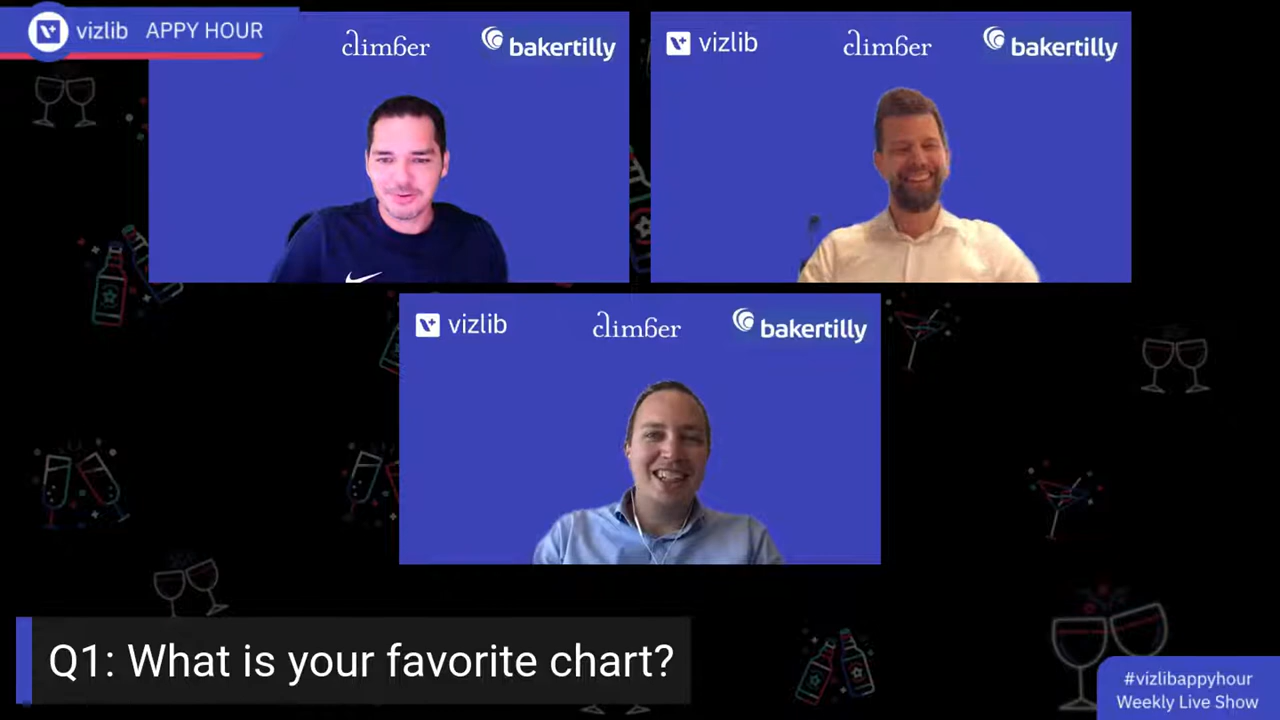 vizlib APPY HOUR
climber
bakertilly
vizlib
climber
bakertilly
vizlib
climber
bakertilly
Q1: What is your favorite chart?
#vizlibappyhour
Weekly Live Show